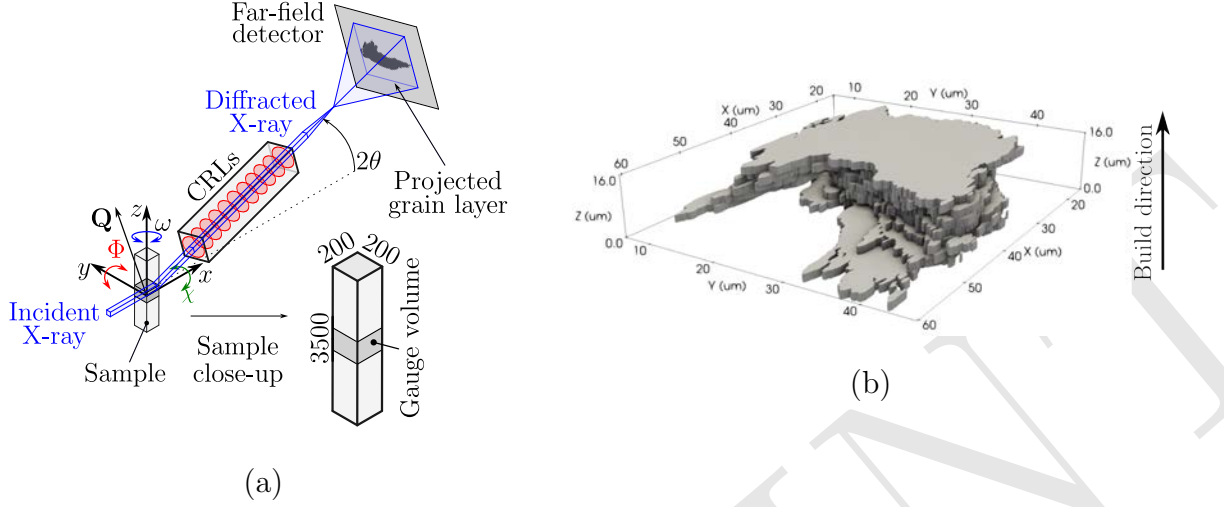 Far-field
detector
Diffracted
X-ray
CRLs
2θ
Projected
grain layer
Q
z
ω
Φ
y
x
χ
Incident
X-ray
Sample
Sample
close-up
200
200
3500
Gauge volume
(a)
X (um)
Y (um)
Z (um)
20
30
40
50
60
10
20
30
40
16.0
0.0
16.0
Z (um)
0.0
10
20
30
40
Y (um)
20
30
40
50
60
X (um)
Build direction
(b)
NT